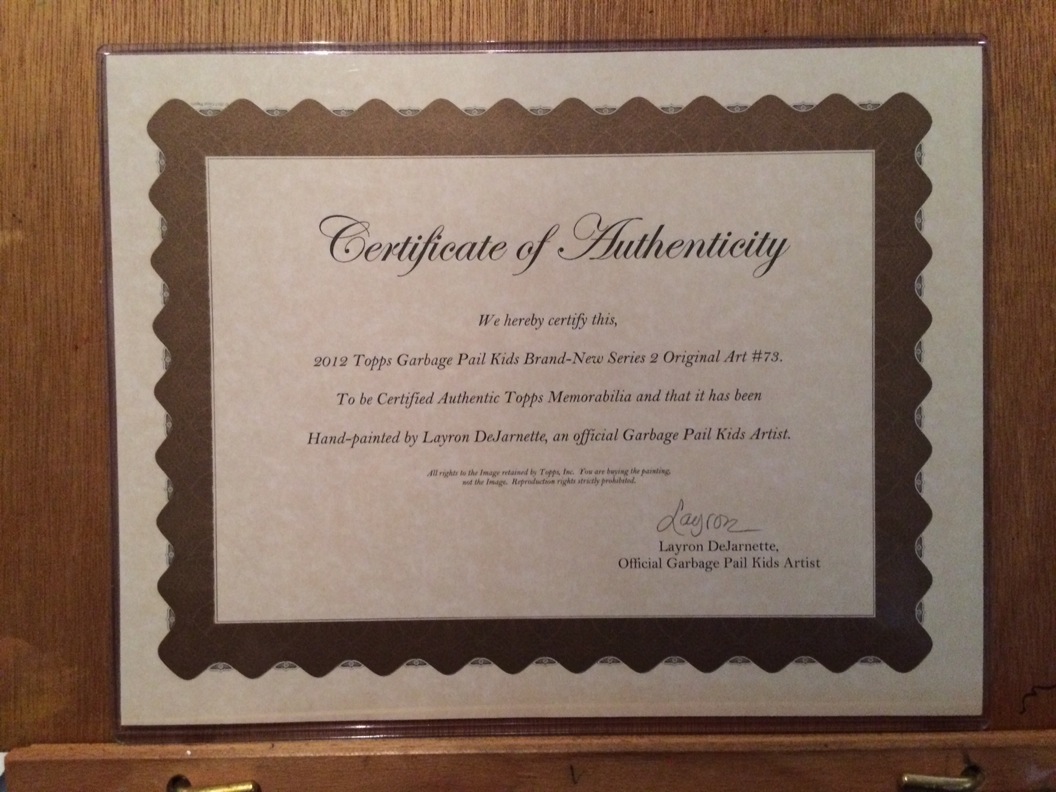 Certificate of Authenticity
We hereby certify this,
2012 Topps Garbage Pail Kids Brand-New Series 2 Original Art #73.
To be Certified Authentic Topps Memorabilia and that it has been
Hand-painted by Layron DeJarnette, an official Garbage Pail Kids Artist.
All rights to the Image retained by Topps, Inc. You are buying the painting,
not the Image. Reproduction rights strictly prohibited.
Layron
Layron DeJarnette,
Official Garbage Pail Kids Artist